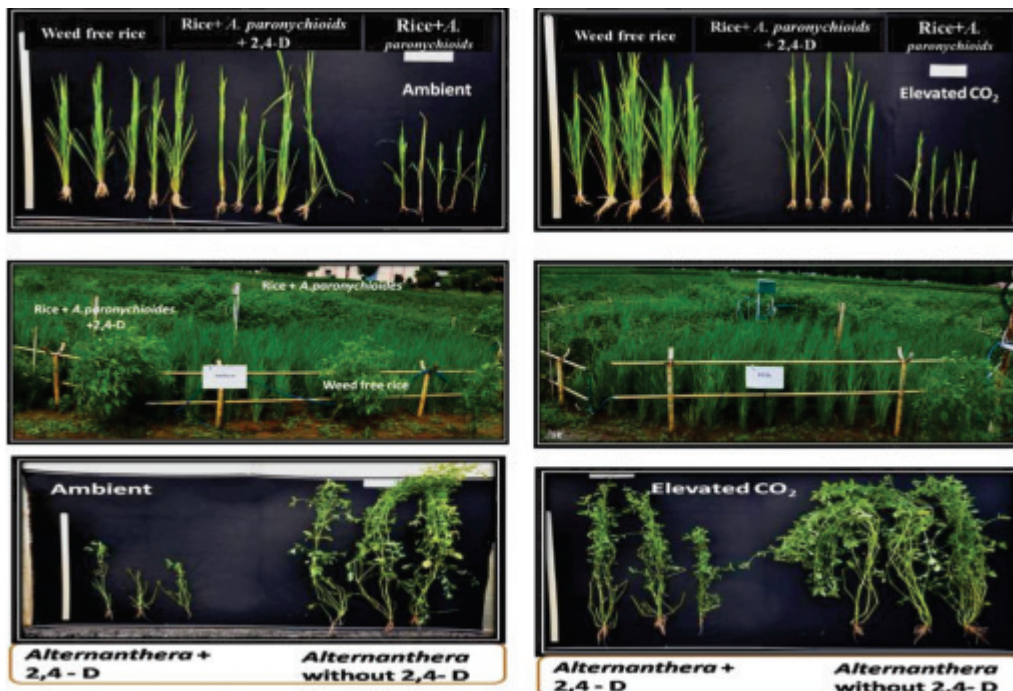 Weed free rice
Rice+ A. paronychioids
+ 2,4-D
Rice+A.
paronychioids
Ambient
Weed free rice
Rice+ A. paronychioids
+ 2,4-D
Rice+A.
paronychioids
Elevated CO₂
Rice + A.paronychioides
Rice + A.paronychioides
+2,4-D
Weed free rice
Ambient
Elevated CO₂
Alternanthera +
2,4 - D
Alternanthera
without 2,4- D
Alternanthera +
2,4 - D
Alternanthera
without 2,4- D